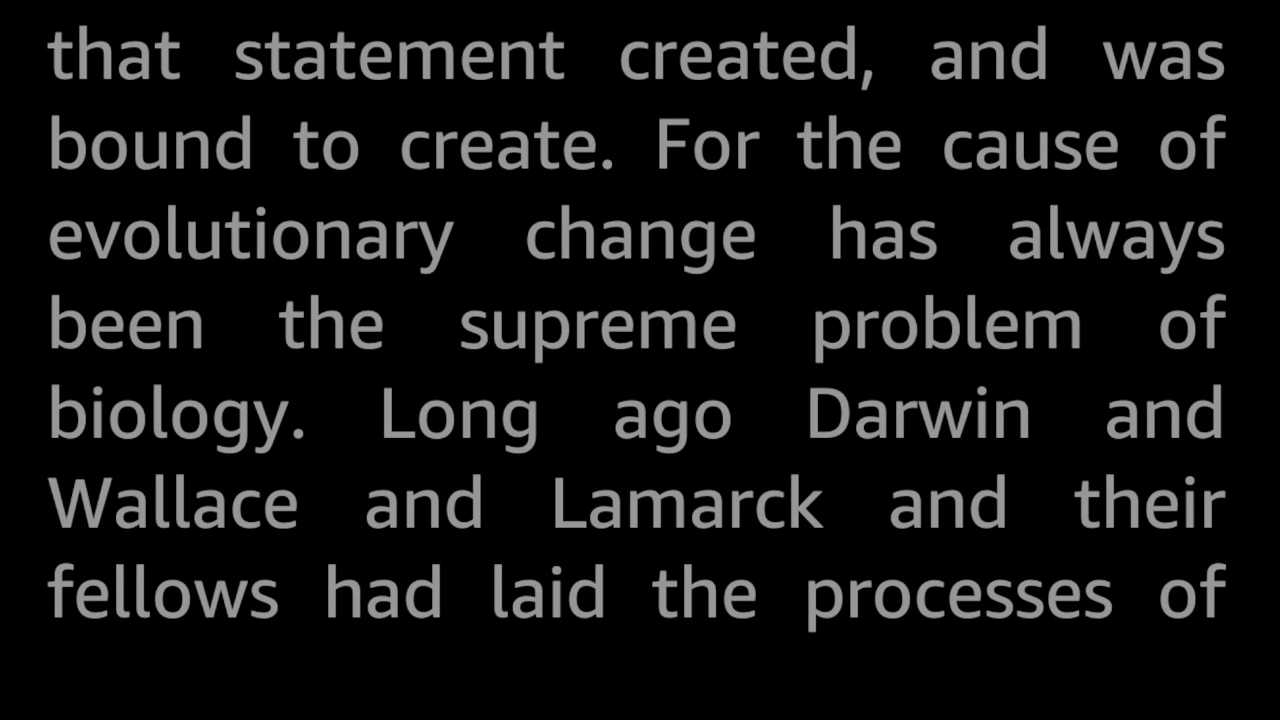 that statement created, and was
bound to create. For the cause of
evolutionary change has always
been the supreme problem of
biology. Long ago Darwin and
Wallace and Lamarck and their
fellows had laid the processes of